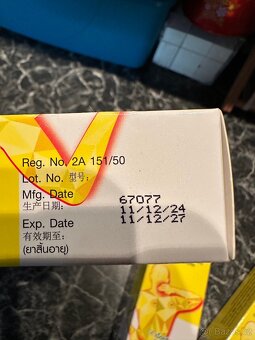 Reg. No. 2A 151/50
Lot. No. 型号: 67077
Mfg. Date 11/12/24
生产日期:
Exp. Date 11/12/27
有效期至:
(ยาสิ้นอายุ)